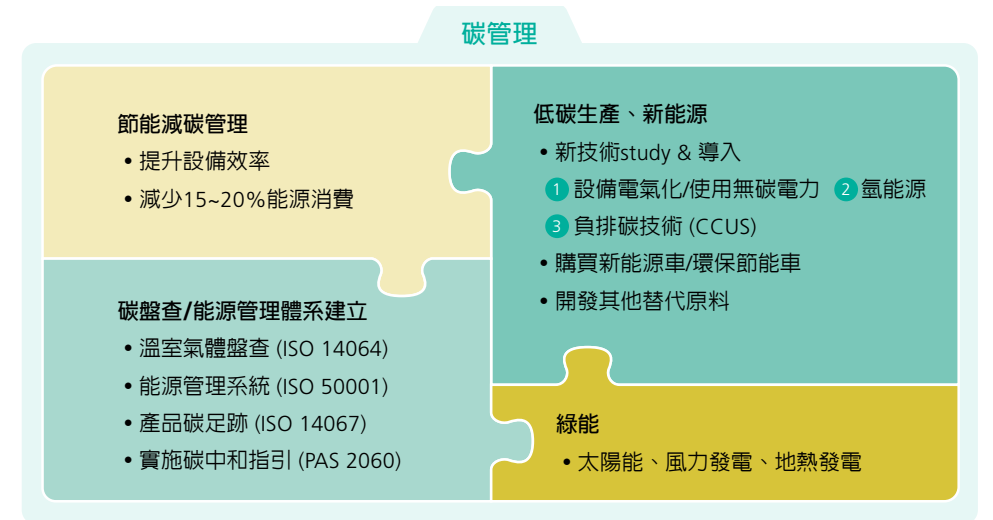 碳管理
節能減碳管理
•提升設備效率
•減少15~20%能源消費
低碳生產、新能源
•新技術study & 導入
1 設備電氣化/使用無碳電力 2 氫能源
3 負排碳技術 (CCUS)
•購買新能源車/環保節能車
•開發其他替代原料
碳盤查/能源管理體系建立
•溫室氣體盤查 (ISO 14064)
•能源管理系統 (ISO 50001)
•產品碳足跡 (ISO 14067)
•實施碳中和指引 (PAS 2060)
綠能
•太陽能、風力發電、地熱發電